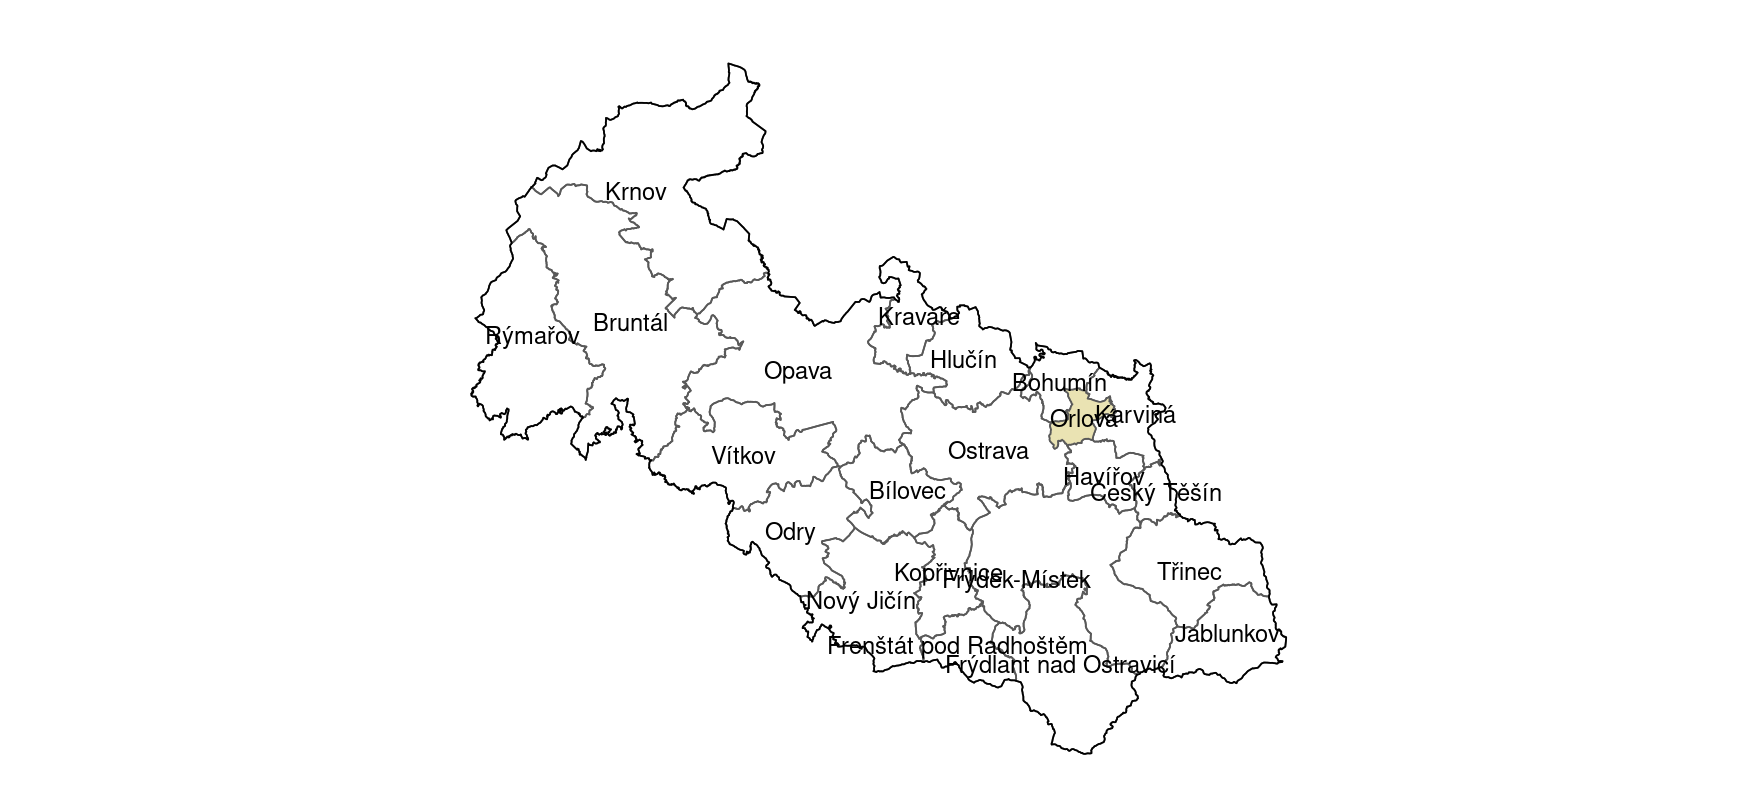 Krnov
Kravaře
Bruntál
Rýmařov
Hlučín
Opava
Bohumín
Karviná
Orlová
Ostrava
Vítkov
Havířov
Bílovec
Český Těšín
Odry
Třinec
Kopřivnice
Frýdek-Místek
Nový Jičín
Jablunkov
Frenštát pod Radhoštěm
Frýdlant nad Ostravicí